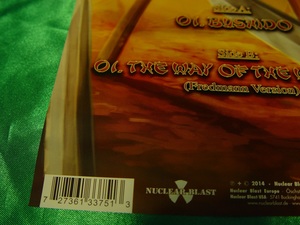 Side A:
01. BUSHIDO
Side B:
01. THE WAY OF THE
(Fredmann Version)
NUCLEAR BLAST
2014 - Nuclear
Nuclear Blast Europe
Nuclear Blast USA
7 27361 33751 3